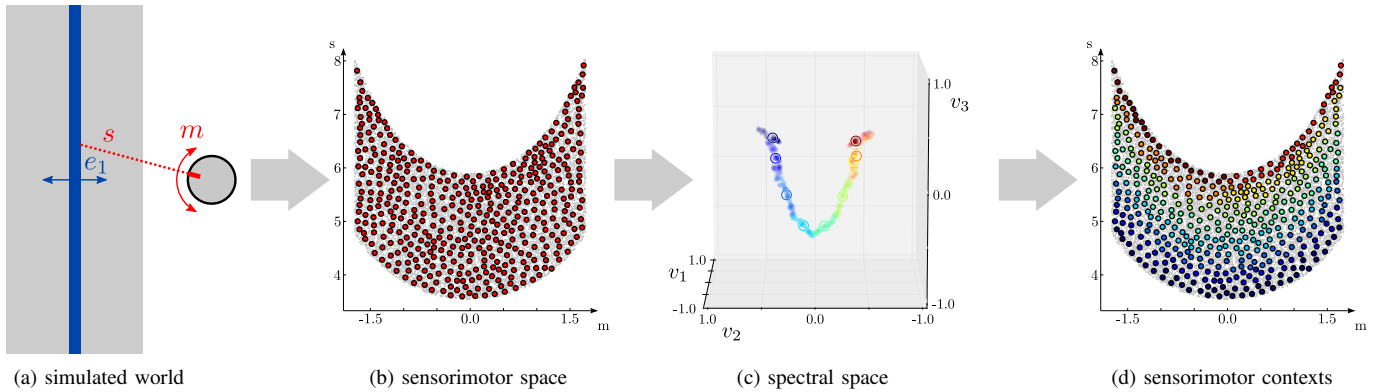 s
m
e1
s
8
7
6
5
4
-1.5
0.0
1.5
m
1.0
v3
0.0
-1.0
1.0
v1
-1.0
1.0
0.0
-1.0
v2
s
8
7
6
5
4
-1.5
0.0
1.5
m
(a) simulated world
(b) sensorimotor space
(c) spectral space
(d) sensorimotor contexts